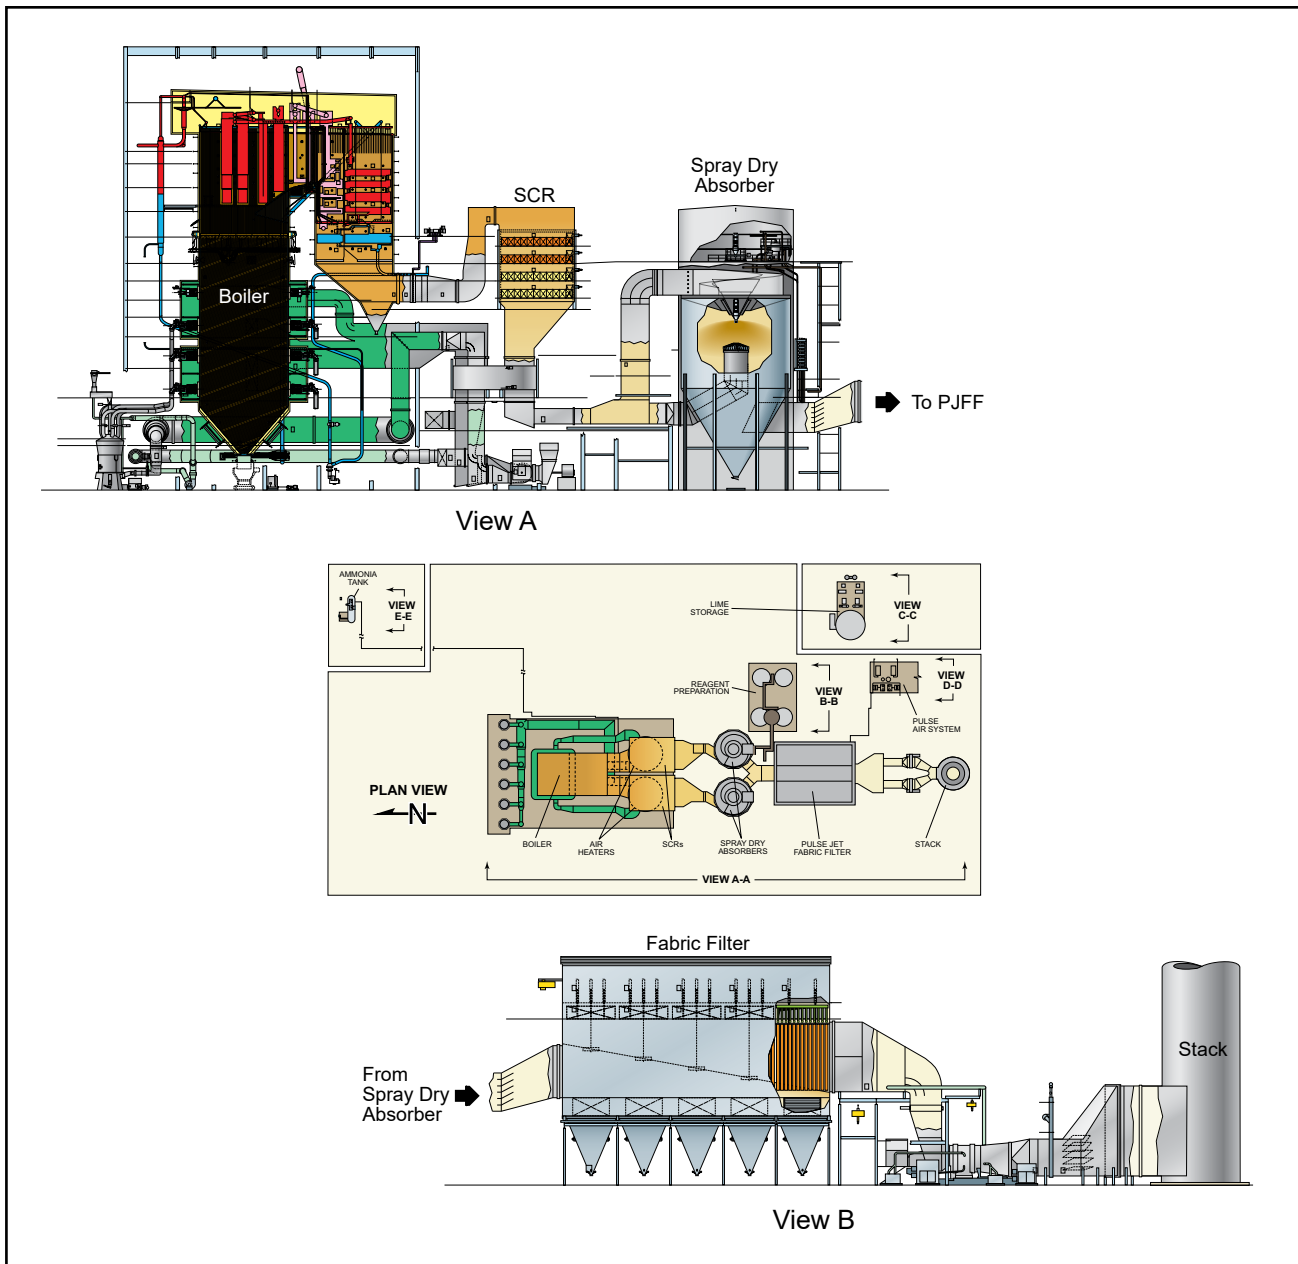 Spray Dry
Absorber
SCR
Boiler
To PJFF
View A
AMMONIA
TANK
VIEW
E-E
LIME
STORAGE
VIEW
C-C
REAGENT
PREPARATION
VIEW
B-B
VIEW
D-D
PULSE
AIR SYSTEM
PLAN VIEW
N
BOILER
AIR
HEATERS
SCRs
SPRAY DRY
ABSORBERS
PULSE JET
FABRIC FILTER
STACK
VIEW A-A
Fabric Filter
Stack
From
Spray Dry
Absorber
View B